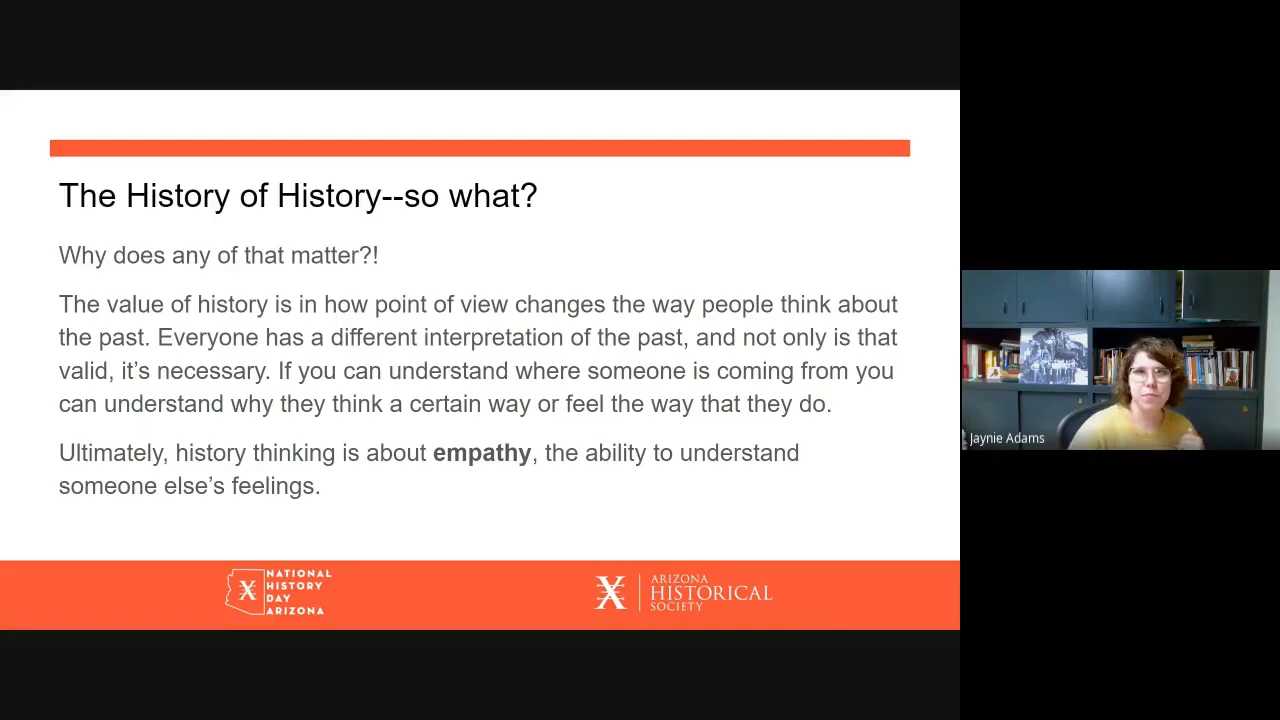 The History of History--so what?
Why does any of that matter?!
The value of history is in how point of view changes the way people think about
the past. Everyone has a different interpretation of the past, and not only is that
valid, it’s necessary. If you can understand where someone is coming from you
can understand why they think a certain way or feel the way that they do.
Ultimately, history thinking is about empathy, the ability to understand
someone else’s feelings.
NATIONAL
HISTORY
DAY
ARIZONA
ARIZONA
HISTORICAL
SOCIETY
Jaynie Adams